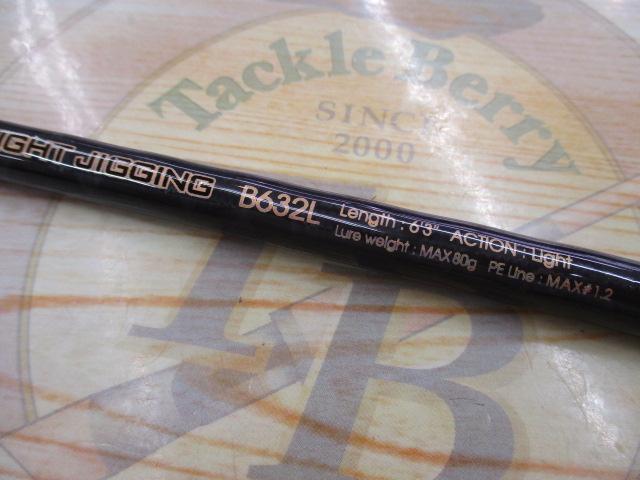 Tackle Berry
SINCE
2000
LIGHT JIGGING B632L Length : 6'3" ACTION : Light
Lure weight : MAX 80g PE Line : MAX#1.2
TB